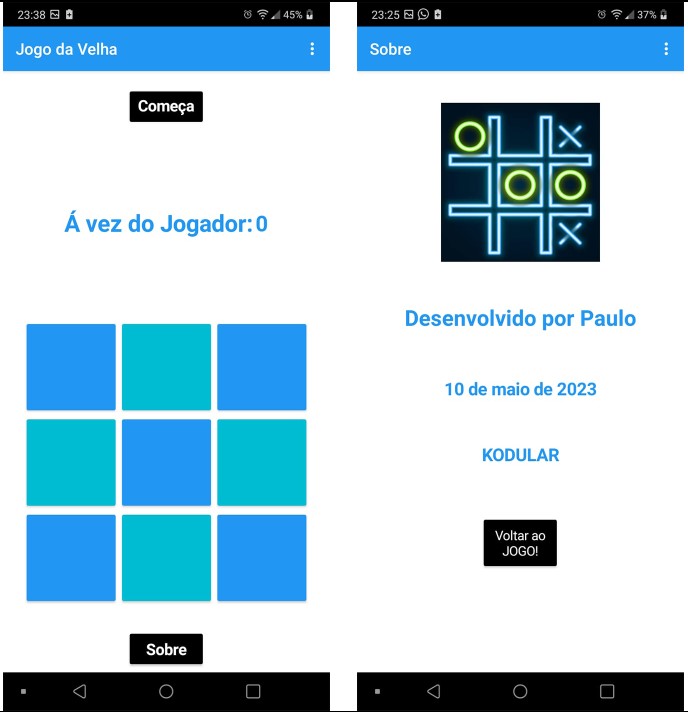 23:38
45%
Jogo da Velha
Começa
Á vez do Jogador:0
Sobre
23:25
37%
Sobre
Desenvolvido por Paulo
10 de maio de 2023
KODULAR
Voltar ao
JOGO!